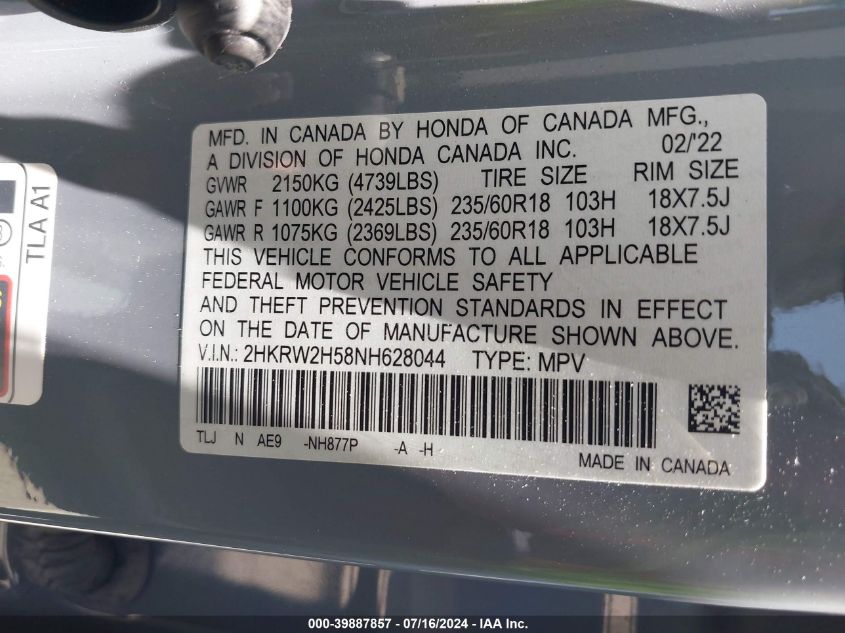 MFD. IN CANADA BY HONDA OF CANADA MFG.,
A DIVISION OF HONDA CANADA INC. 02/'22
GVWR 2150KG (4739LBS) TIRE SIZE RIM SIZE
GAWR F 1100KG (2425LBS) 235/60R18 103H 18X7.5J
GAWR R 1075KG (2369LBS) 235/60R18 103H 18X7.5J
THIS VEHICLE CONFORMS TO ALL APPLICABLE
FEDERAL MOTOR VEHICLE SAFETY
AND THEFT PREVENTION STANDARDS IN EFFECT
ON THE DATE OF MANUFACTURE SHOWN ABOVE.
V.I.N.: 2HKRW2H58NH628044 TYPE: MPV
TLJ N AE9 -NH877P -A -H
MADE IN CANADA
TLA A1
000-39887857 - 07/16/2024 - IAA Inc.